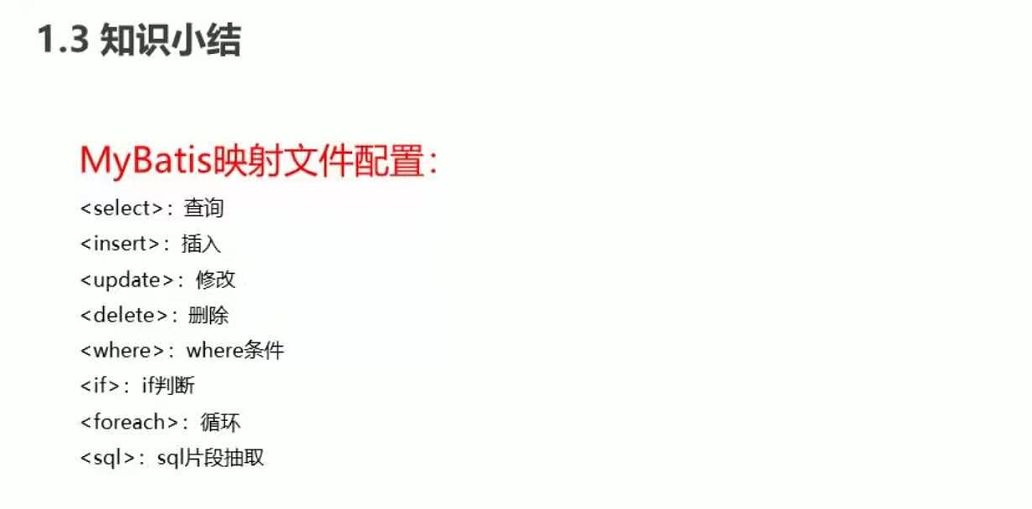 1.3 知识小结
MyBatis映射文件配置：
<select>：查询
<insert>：插入
<update>：修改
<delete>：删除
<where>：where条件
<if>：if判断
<foreach>：循环
<sql>：sql片段抽取